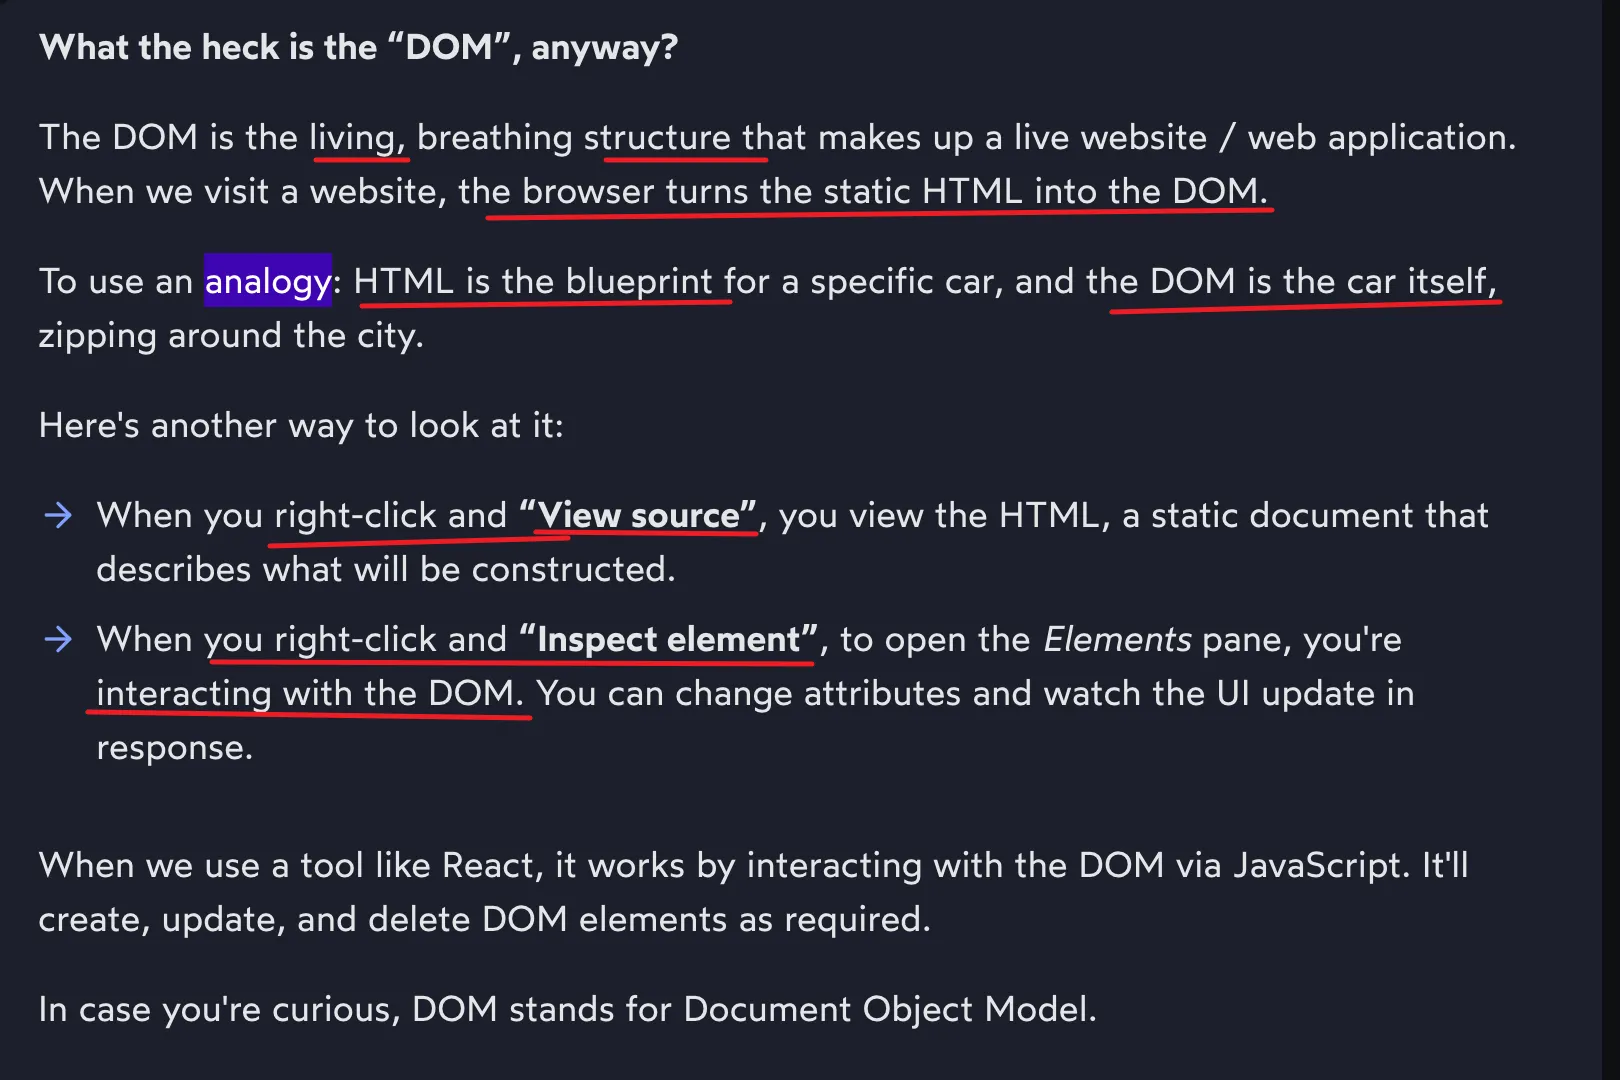 What the heck is the “DOM”, anyway?
The DOM is the living, breathing structure that makes up a live website / web application.
When we visit a website, the browser turns the static HTML into the DOM.
To use an analogy: HTML is the blueprint for a specific car, and the DOM is the car itself,
zipping around the city.
Here's another way to look at it:
→ When you right-click and “View source”, you view the HTML, a static document that
describes what will be constructed.
→ When you right-click and “Inspect element”, to open the Elements pane, you're
interacting with the DOM. You can change attributes and watch the UI update in
response.
When we use a tool like React, it works by interacting with the DOM via JavaScript. It'll
create, update, and delete DOM elements as required.
In case you're curious, DOM stands for Document Object Model.